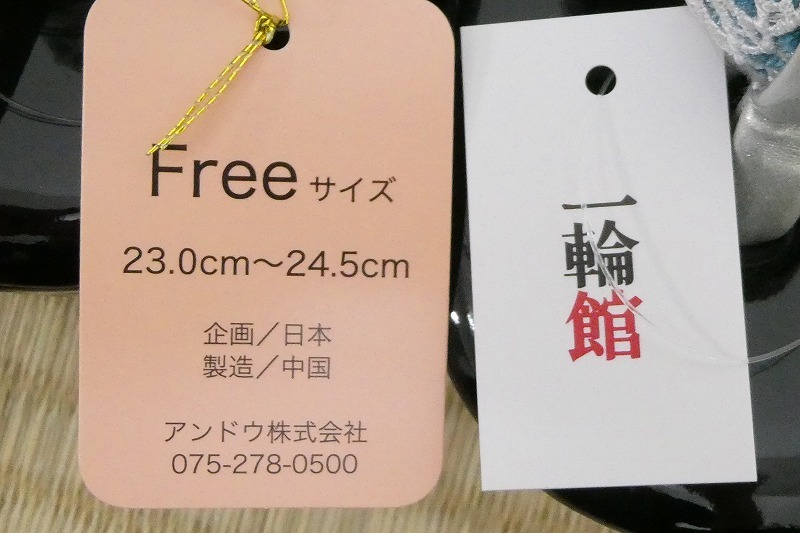 Free サイズ
23.0cm〜24.5cm
企画／日本
製造／中国
アンドウ株式会社
075-278-0500
一輪館